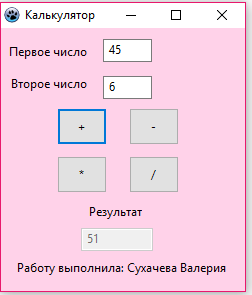 Калькулятор
Первое число 45
Второе число 6
+ -
* /
Результат
51
Работу выполнила: Сухачева Валерия